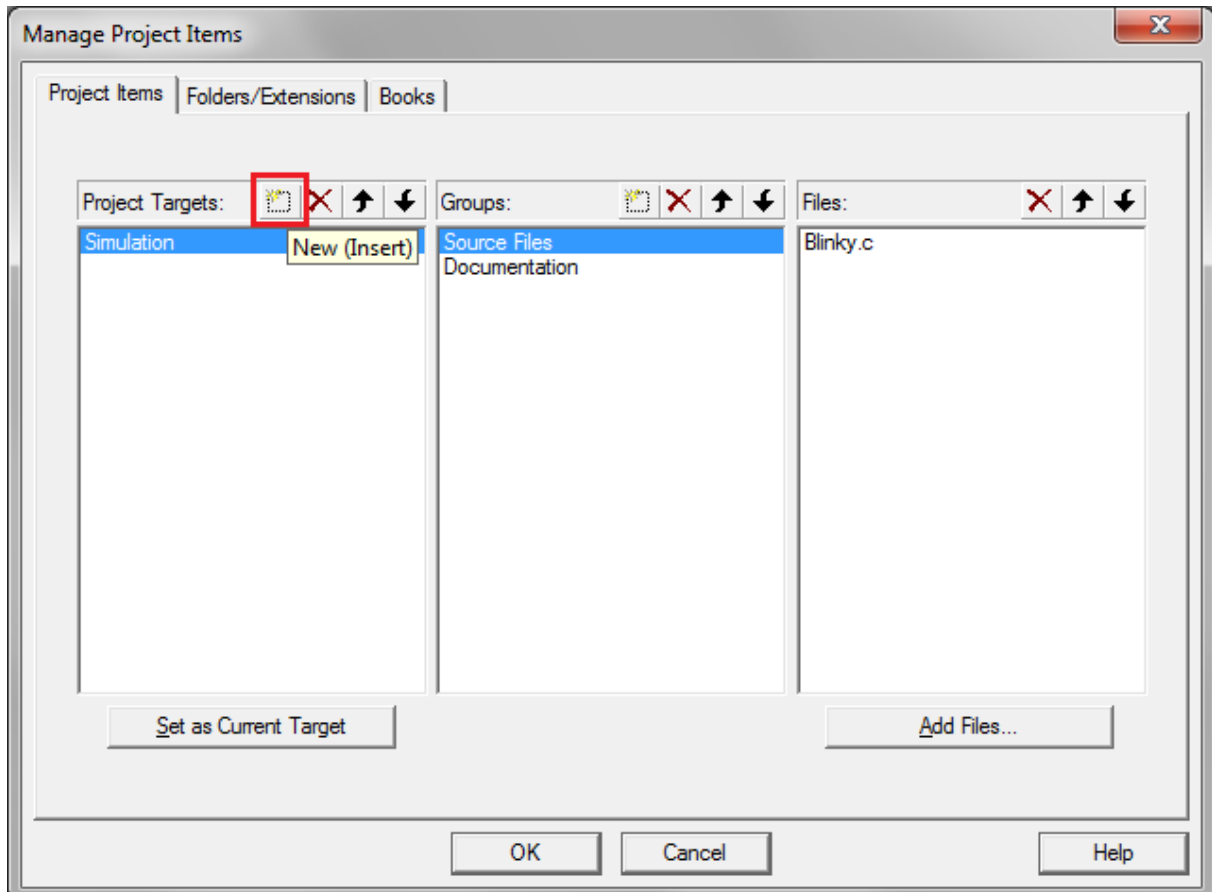 Manage Project Items
Project Items Folders/Extensions Books
Project Targets: Groups: Files:
Simulation Source Files Blinky.c
New (Insert)
Documentation
Set as Current Target Add Files...
OK Cancel Help